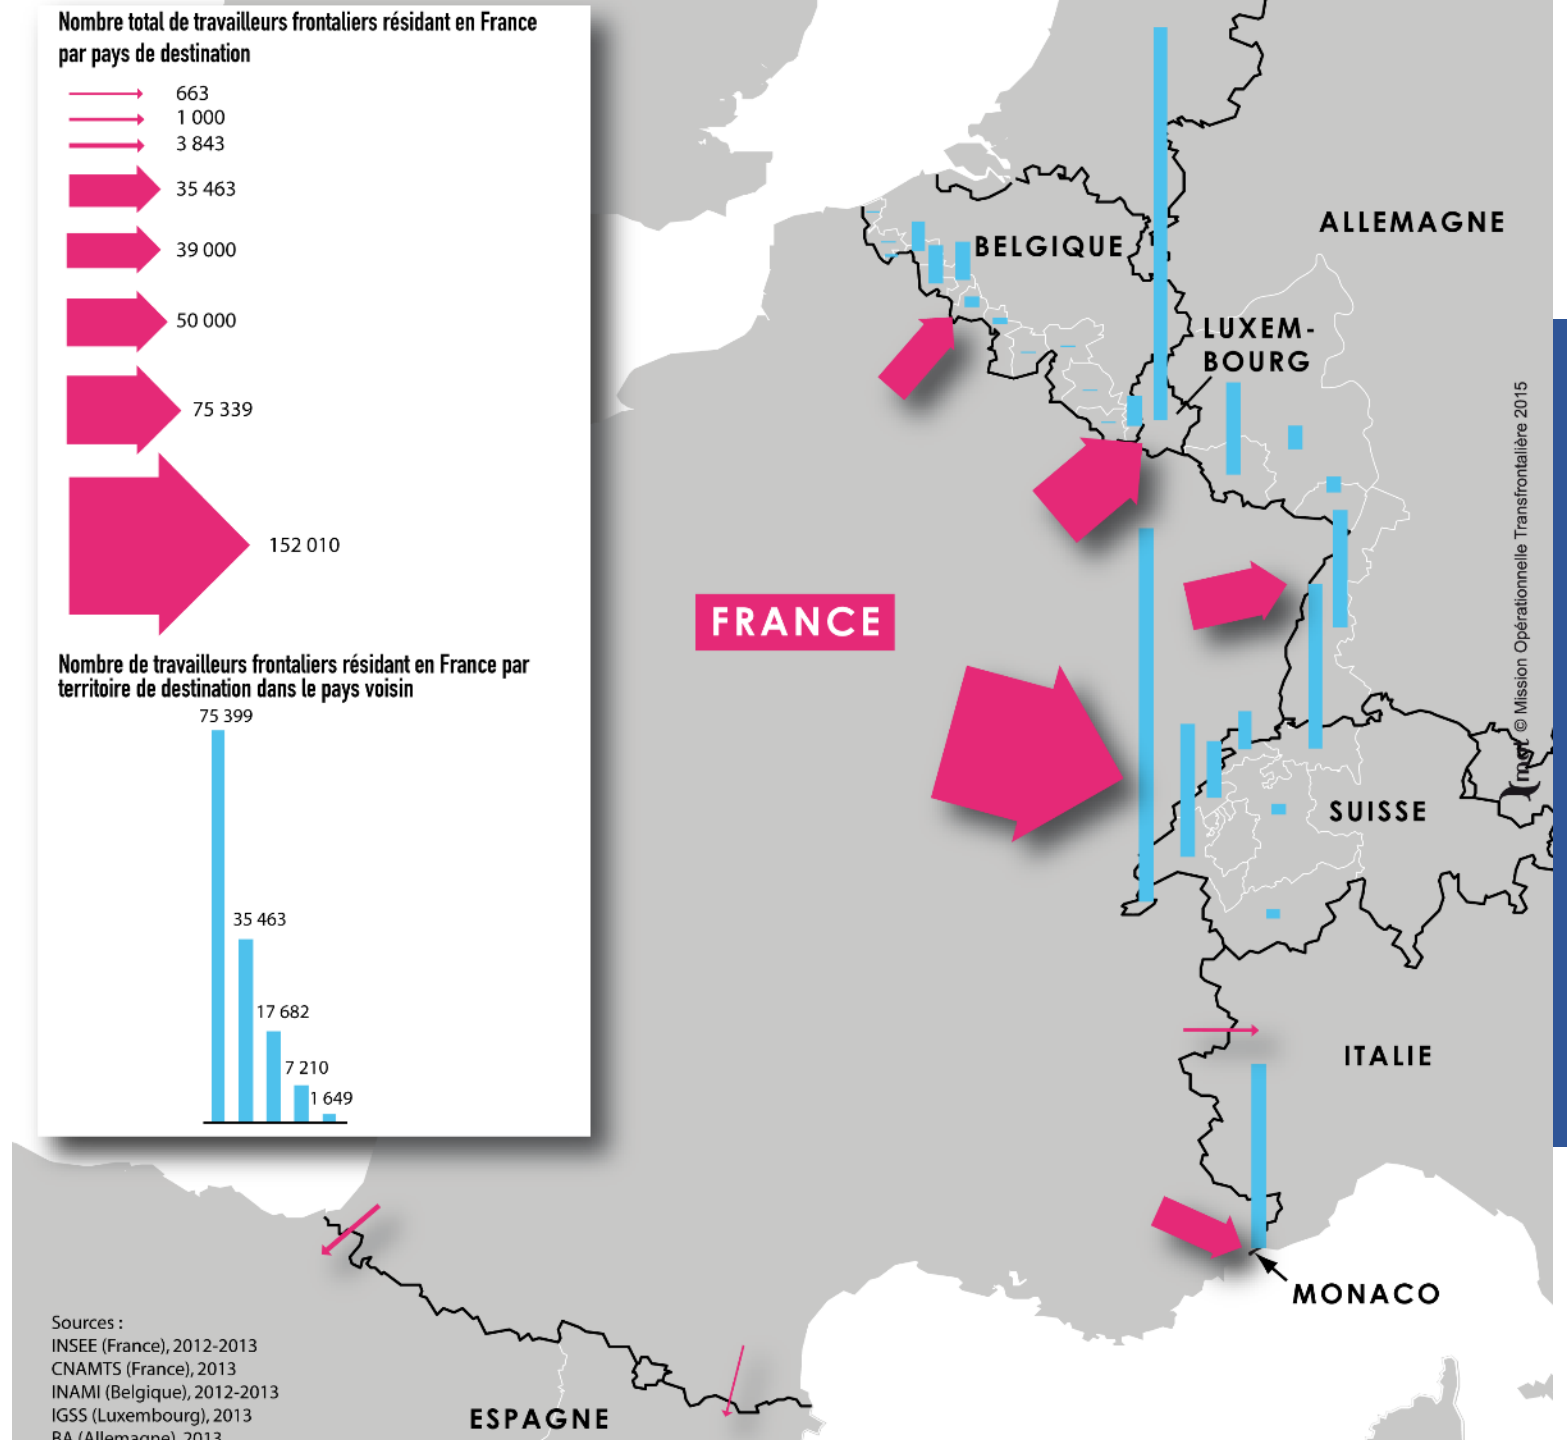 Nombre total de travailleurs frontaliers résidant en France
par pays de destination
663
1 000
3 843
35 463
39 000
50 000
75 339
152 010
Nombre de travailleurs frontaliers résidant en France par
territoire de destination dans le pays voisin
75 399
35 463
17 682
7 210
1 649
ALLEMAGNE
BELGIQUE
LUXEM-
BOURG
FRANCE
SUISSE
ITALIE
MONACO
ESPAGNE
mot © Mission Opérationnelle Transfrontalière 2015
Sources :
INSEE (France), 2012-2013
CNAMTS (France), 2013
INAMI (Belgique), 2012-2013
IGSS (Luxembourg), 2013
BA (Allemagne), 2013